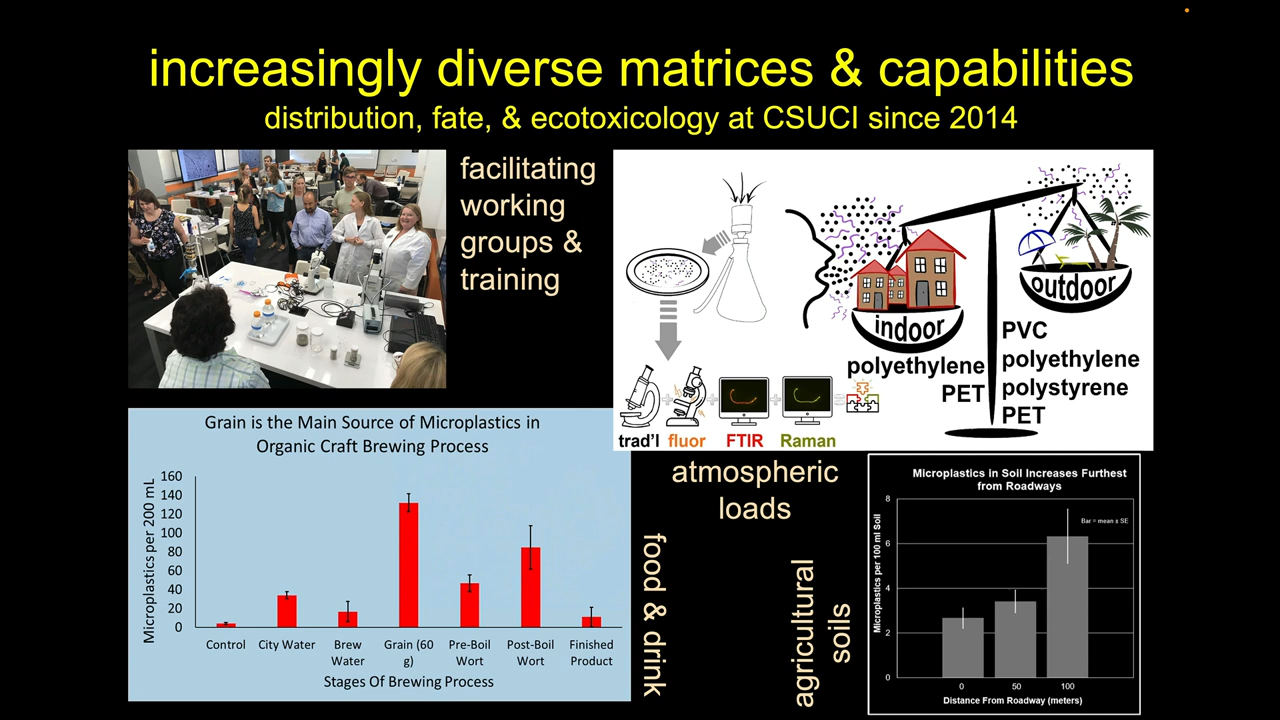 increasingly diverse matrices & capabilities
distribution, fate, & ecotoxicology at CSUCI since 2014
facilitating
working
groups &
training
indoor
outdoor
polyethylene
PET
PVC
polyethylene
polystyrene
PET
trad'l fluor FTIR Raman
Grain is the Main Source of Microplastics in
Organic Craft Brewing Process
Microplastics per 200 mL
160
140
120
100
80
60
40
20
0
Control
City Water
Brew
Water
Grain (60
g)
Pre-Boil
Wort
Post-Boil
Wort
Finished
Product
Stages Of Brewing Process
atmospheric
loads
food & drink
agricultural
soils
Microplastics in Soil Increases Furthest
from Roadways
Bar = mean ± SE
Microplastics per 100 ml Soil
8
6
4
2
0
0 50 100
Distance From Roadway (meters)